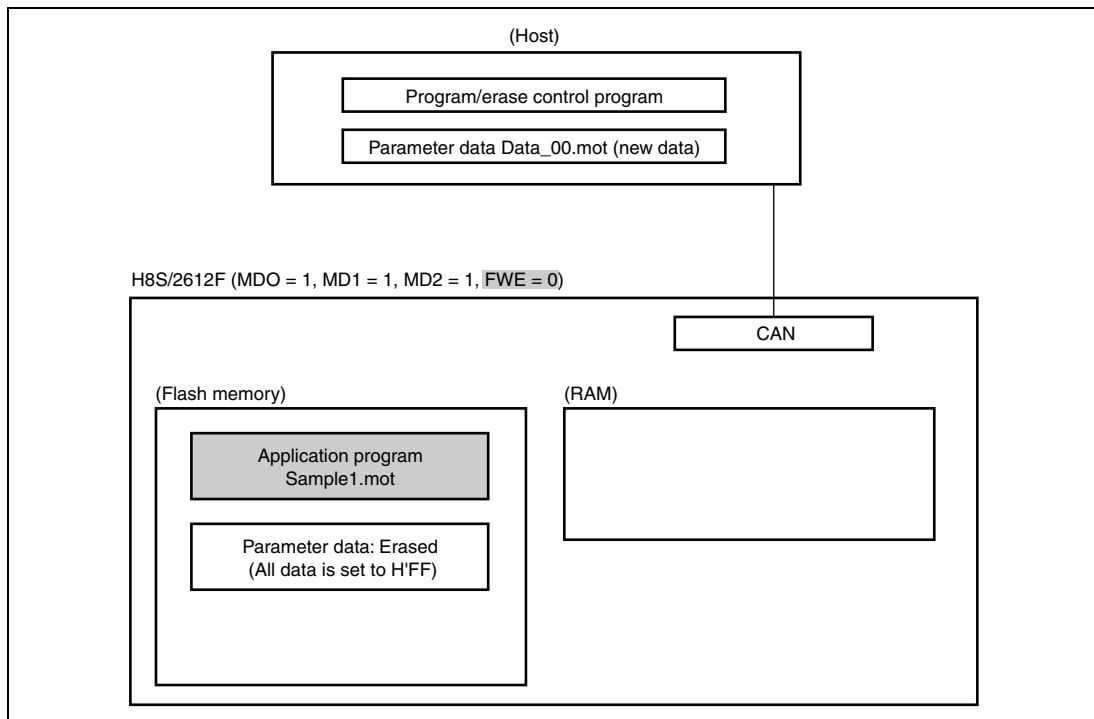 (Host)
Program/erase control program
Parameter data Data_00.mot (new data)
H8S/2612F (MDO = 1, MD1 = 1, MD2 = 1, FWE = 0)
CAN
(Flash memory)
(RAM)
Application program
Sample1.mot
Parameter data: Erased
(All data is set to H'FF)